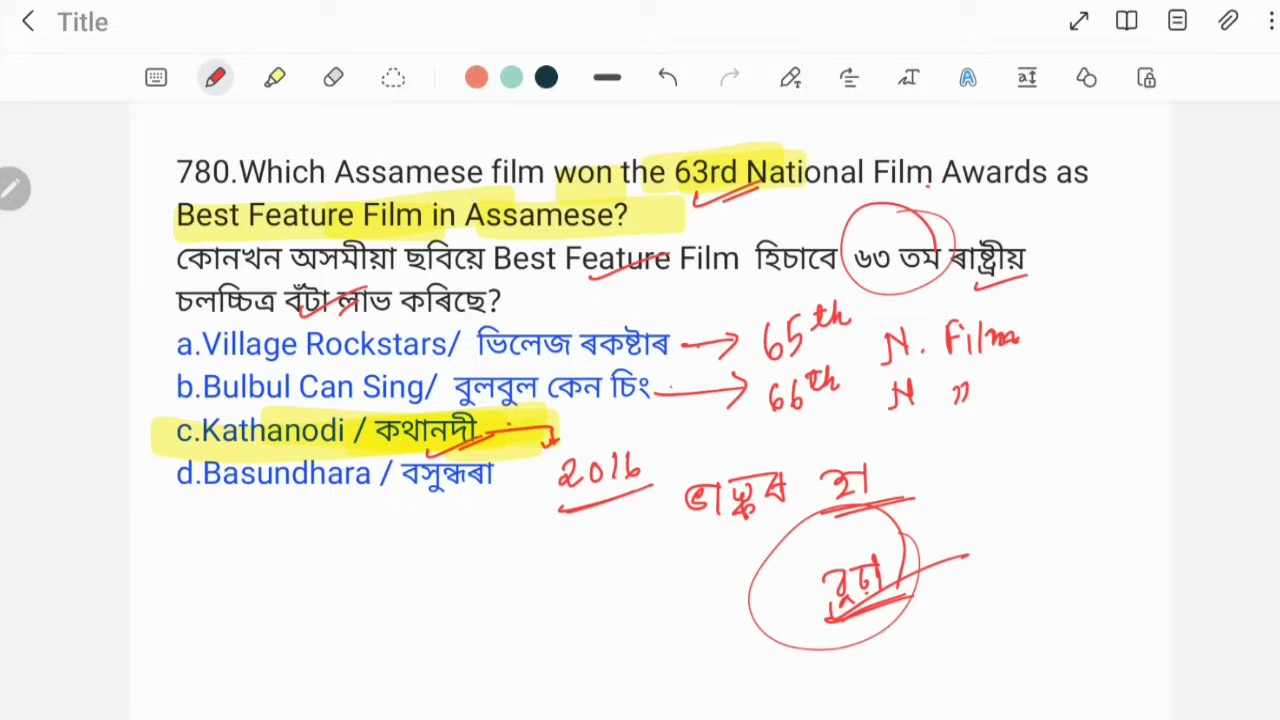 Title
780.Which Assamese film won the 63rd National Film Awards as
Best Feature Film in Assamese?
কোনখন অসমীয়া ছবিয়ে Best Feature Film হিচাবে ৬৩ তম ৰাষ্ট্ৰীয়
চলচ্চিত্ৰ বঁটা লাভ কৰিছে?
a.Village Rockstars/ ভিলেজ ৰকষ্টাৰ → 65th N. Film
b.Bulbul Can Sing/ বুলবুল কেন চিং → 66th N "
c.Kathanodi / কথানদী
d.Basundhara / বসুন্ধৰা 2016
হা